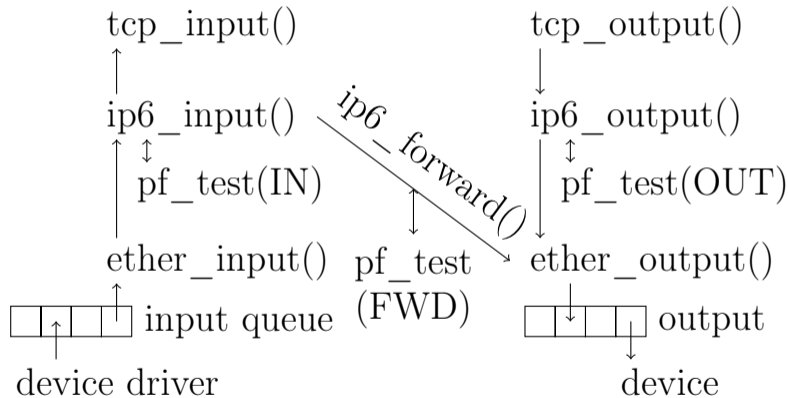 tcp_input()
tcp_output()
ip6_input()
ip6_forward()
ip6_output()
pf_test(IN)
pf_test(OUT)
ether_input()
pf_test
(FWD)
ether_output()
input queue
output
device driver
device